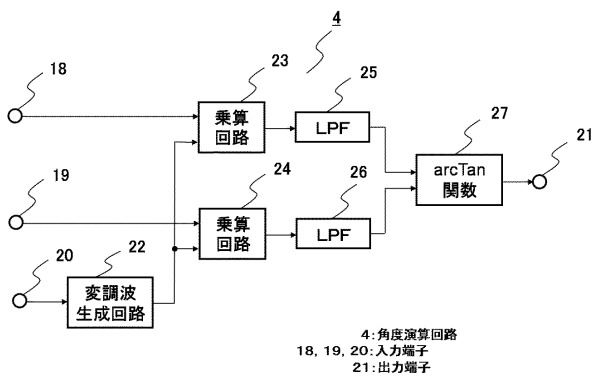 4
18
23
25
乗算
回路
LPF
27
21
19
24
26
arcTan
関数
乗算
回路
LPF
20
22
変調波
生成回路
4:角度演算回路
18, 19, 20:入力端子
21:出力端子